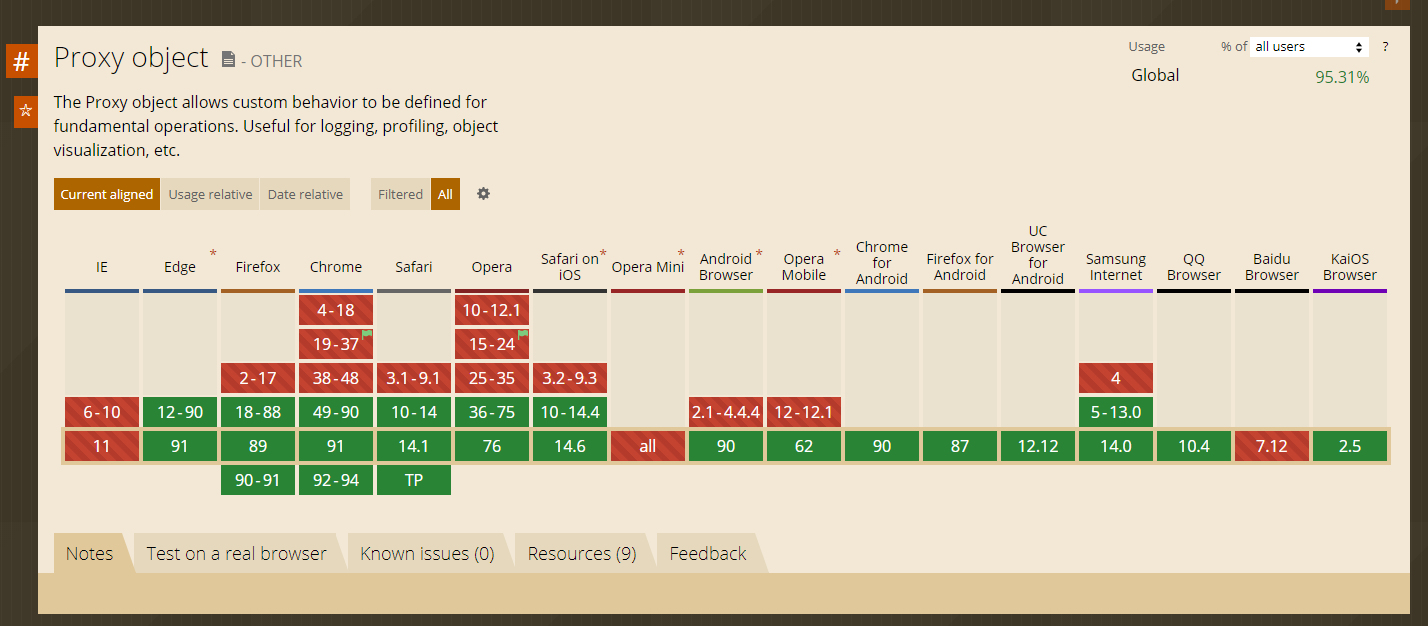 #
Proxy object - OTHER
Usage % of all users ?
Global 95.31%
☆
The Proxy object allows custom behavior to be defined for
fundamental operations. Useful for logging, profiling, object
visualization, etc.
Current aligned Usage relative Date relative Filtered All
IE Edge * Firefox Chrome Safari Opera Safari on iOS * Opera Mini * Android Browser * Opera Mobile * Chrome for Android Firefox for Android UC Browser for Android Samsung Internet QQ Browser Baidu Browser KaiOS Browser
4-18 10-12.1
19-37 15-24
2-17 38-48 3.1-9.1 25-35 3.2-9.3 4
6-10 12-90 18-88 49-90 10-14 36-75 10-14.4 2.1-4.4.4 12-12.1 5-13.0
11 91 89 91 14.1 76 14.6 all 90 62 90 87 12.12 14.0 10.4 7.12 2.5
90-91 92-94 TP
Notes Test on a real browser Known issues (0) Resources (9) Feedback